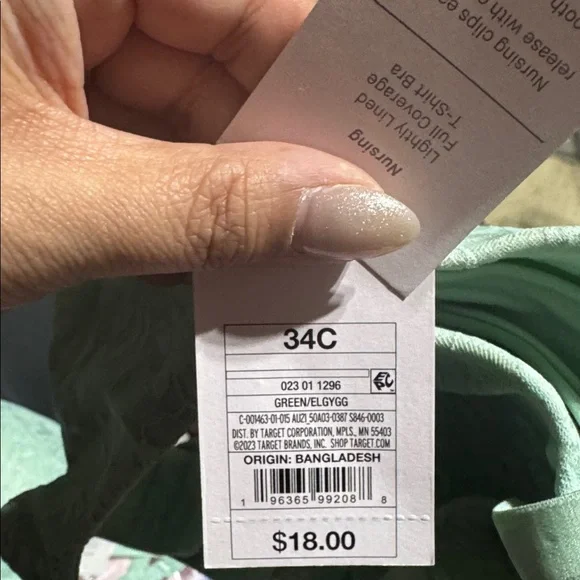 Nursing clips ea
release with o
Nursing
Lightly Lined
Full Coverage
T-Shirt Bra
34C
023 01 1296
GREEN/ELGYGG
C-001463-01-015 AUZ1_50A03-0387 S846-0003
DIST. BY TARGET CORPORATION, MPLS., MN 55403
©2023 TARGET BRANDS, INC. SHOP TARGET.COM
ORIGIN: BANGLADESH
1 96365 99208 8
$18.00